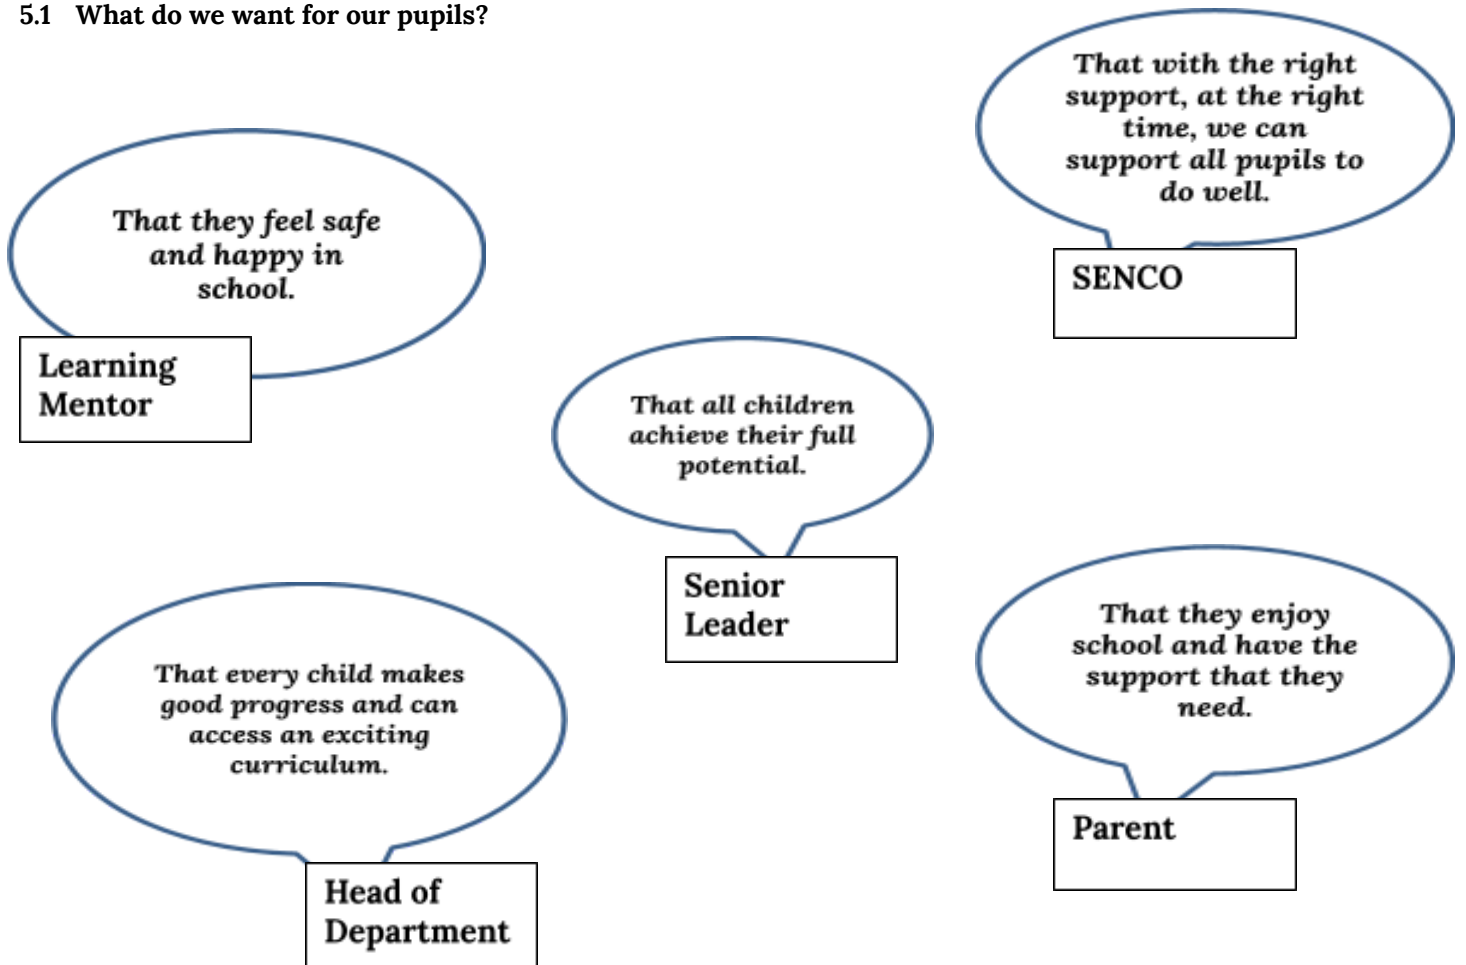 5.1 What do we want for our pupils?
That with the right
support, at the right
time, we can
support all pupils to
do well.
SENCO
That they feel safe
and happy in
school.
Learning
Mentor
That all children
achieve their full
potential.
Senior
Leader
That they enjoy
school and have the
support that they
need.
Parent
That every child makes
good progress and can
access an exciting
curriculum.
Head of
Department